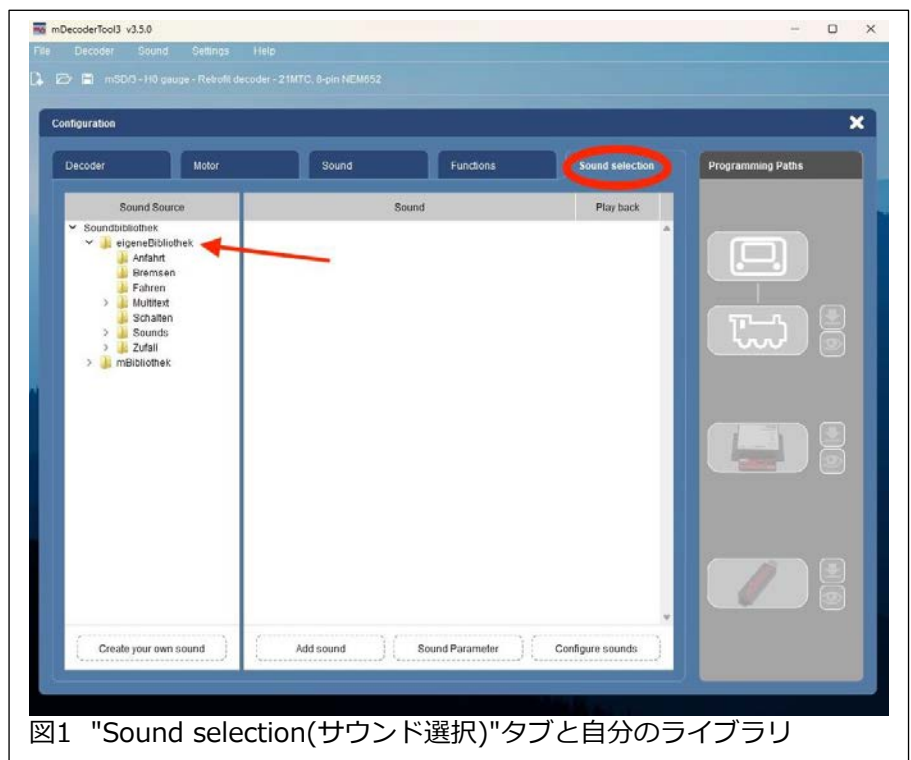 mDecoderTool3 v3.5.0
File Decoder Sound Settings Help
mSD/3 - H0 gauge - Retrofit decoder - 21MTC, 8-pin NEM652
Configuration
Decoder Motor Sound Functions Sound selection Programming Paths
Sound Source Sound Play back
Soundbibliothek
eigeneBibliothek
Anfahrt
Bremsen
Fahren
Multitext
Schalten
Sounds
Zufall
mBibliothek
Create your own sound Add sound Sound Parameter Configure sounds
図1 "Sound selection(サウンド選択)"タブと自分のライブラリ